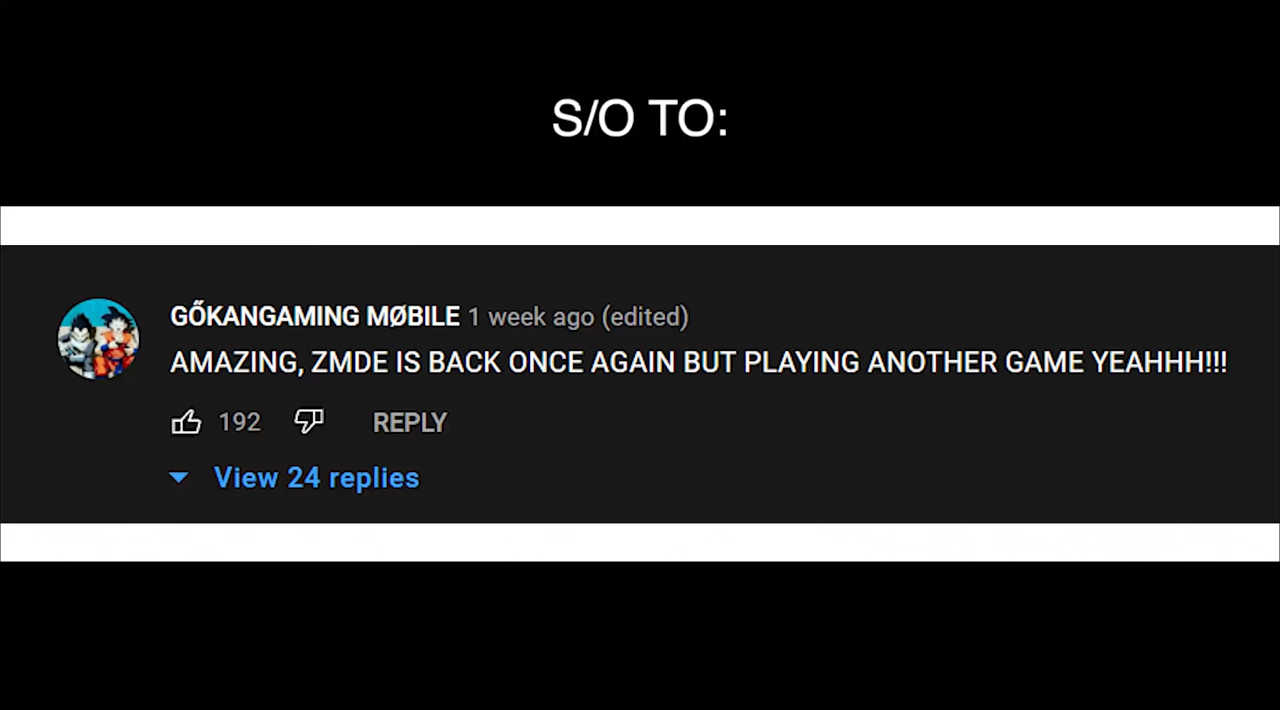 S/O TO:
GŐKANGAMING MØBILE 1 week ago (edited)
AMAZING, ZMDE IS BACK ONCE AGAIN BUT PLAYING ANOTHER GAME YEAHHH!!!
192 REPLY
View 24 replies